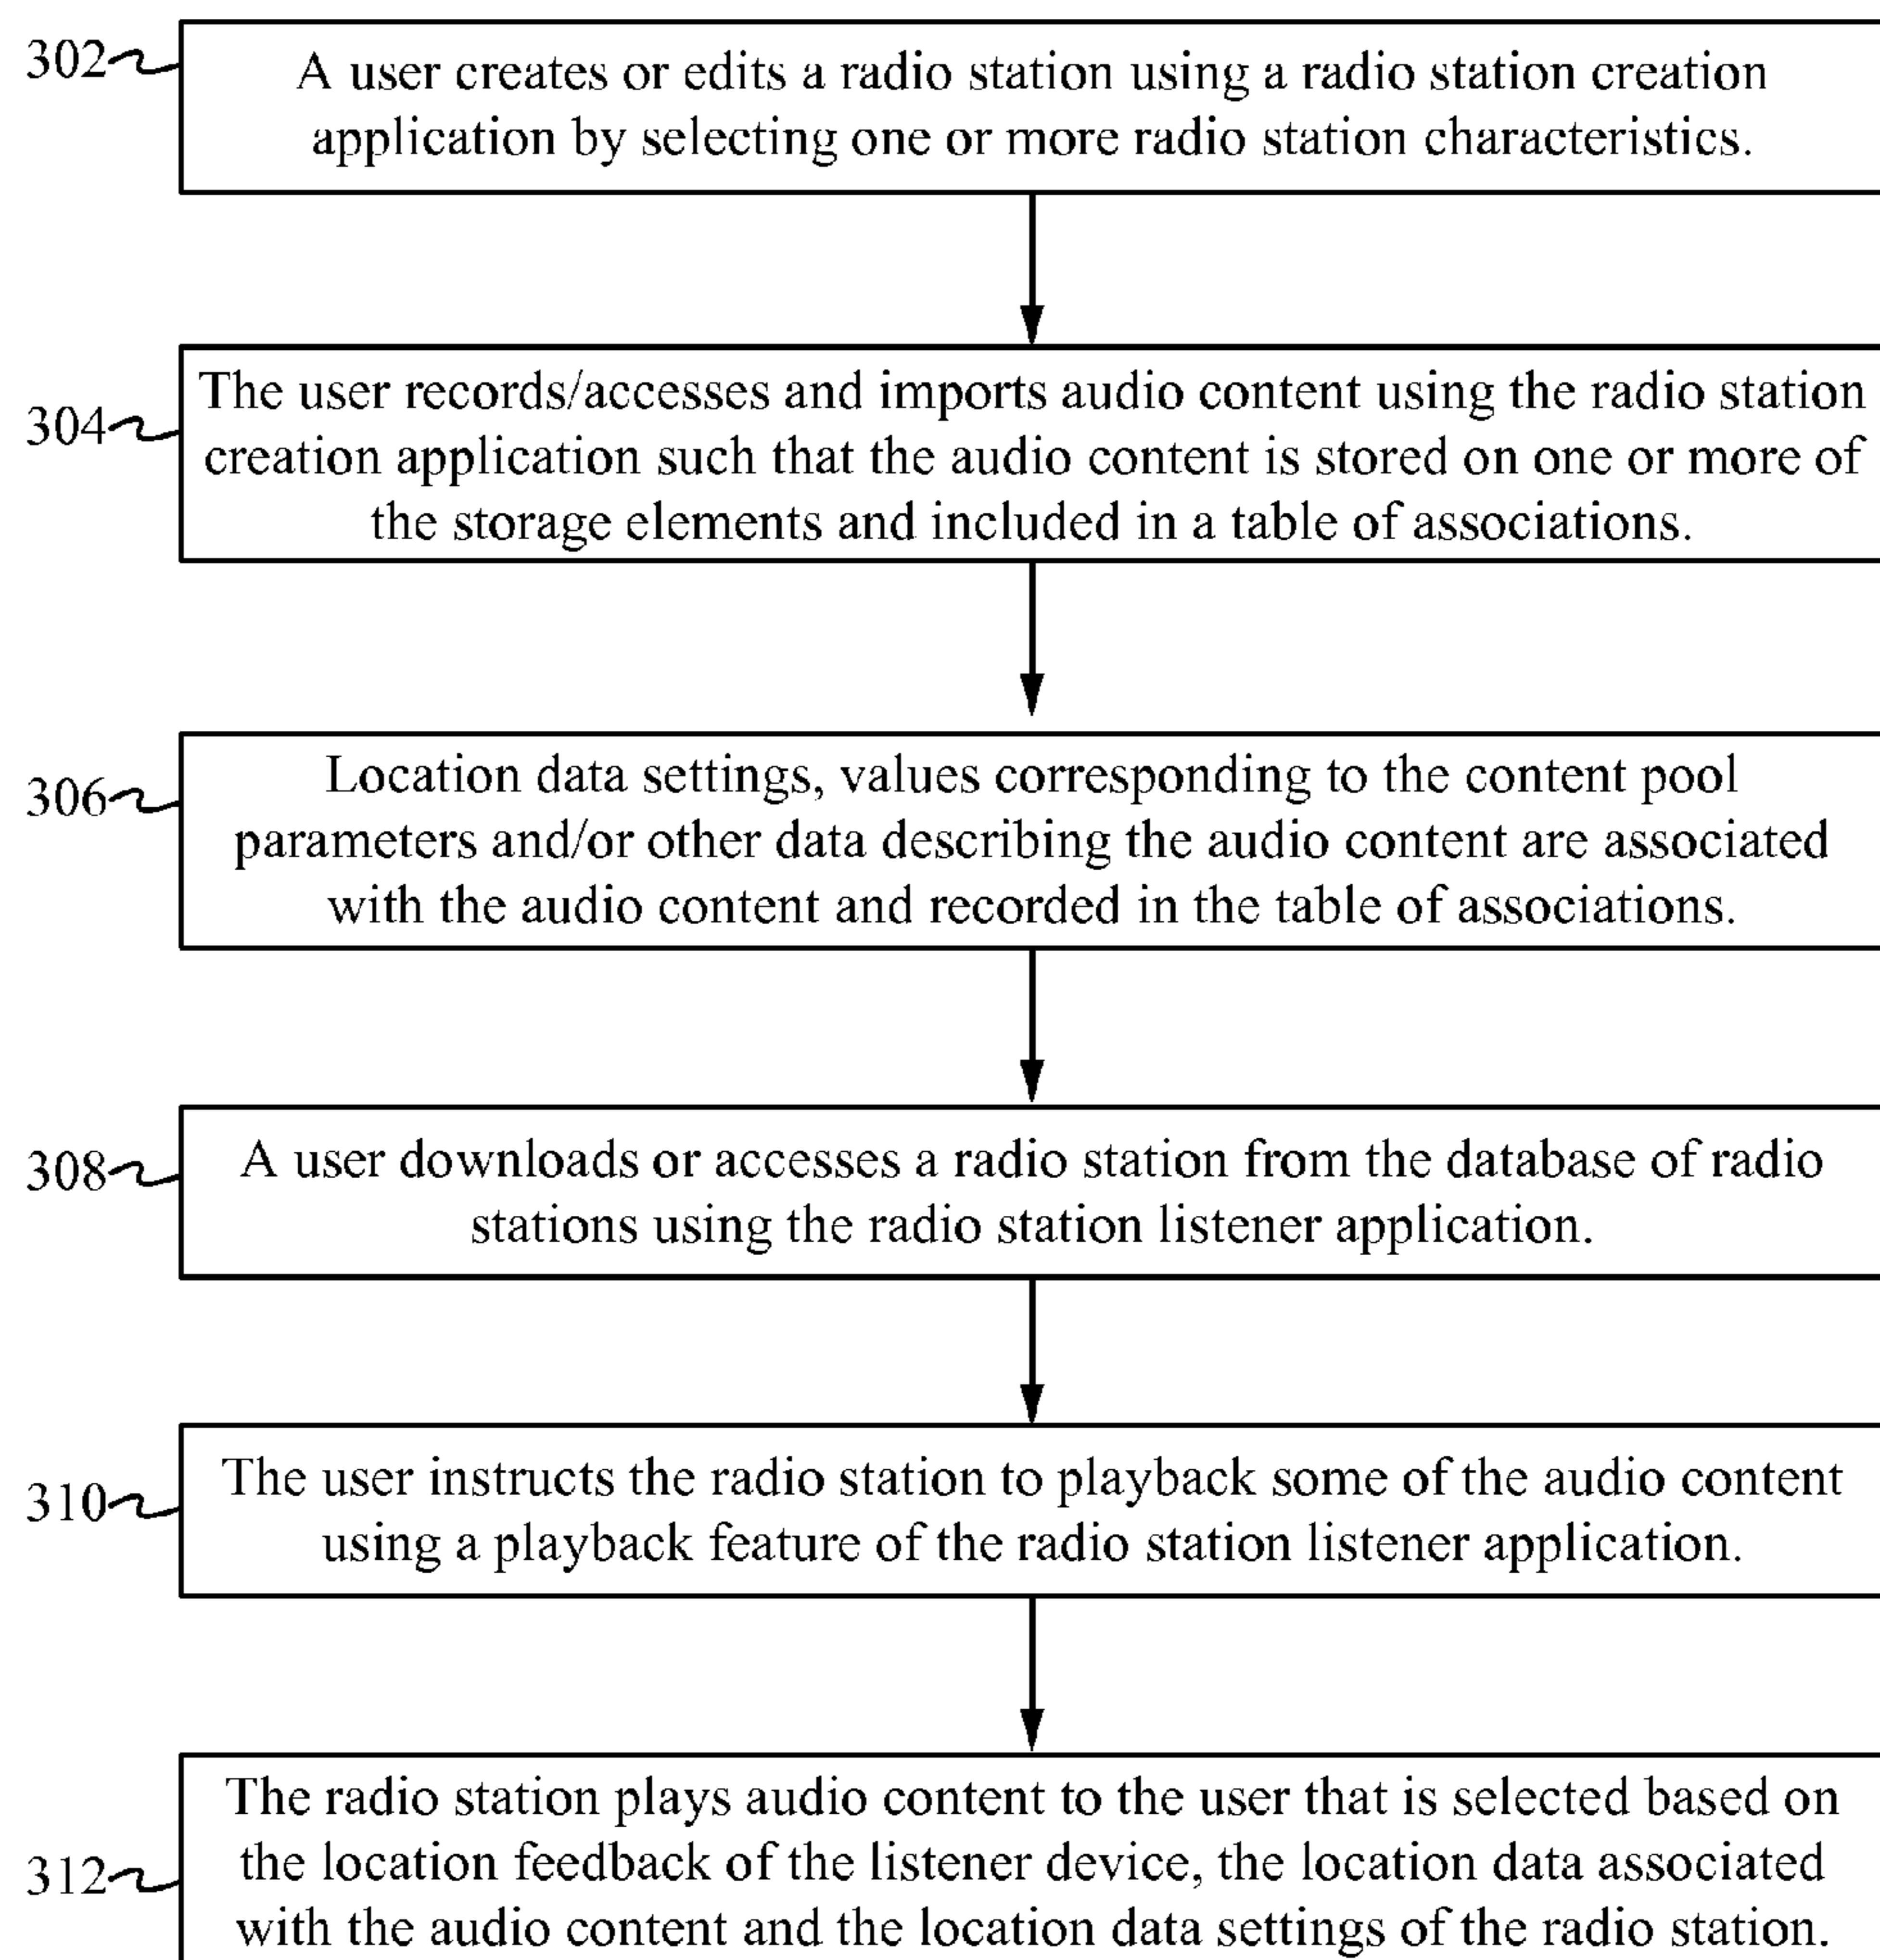 302
A user creates or edits a radio station using a radio station creation
application by selecting one or more radio station characteristics.
304
The user records/accesses and imports audio content using the radio station
creation application such that the audio content is stored on one or more of
the storage elements and included in a table of associations.
306
Location data settings, values corresponding to the content pool
parameters and/or other data describing the audio content are associated
with the audio content and recorded in the table of associations.
308
A user downloads or accesses a radio station from the database of radio
stations using the radio station listener application.
310
The user instructs the radio station to playback some of the audio content
using a playback feature of the radio station listener application.
312
The radio station plays audio content to the user that is selected based on
the location feedback of the listener device, the location data associated
with the audio content and the location data settings of the radio station.